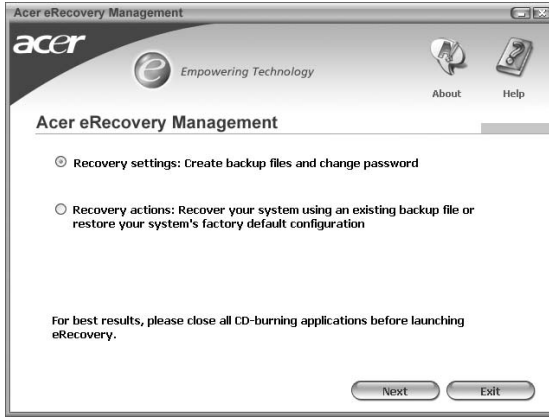 Acer eRecovery Management
acer
e Empowering Technology
About Help
Acer eRecovery Management
Recovery settings: Create backup files and change password
Recovery actions: Recover your system using an existing backup file or
restore your system's factory default configuration
For best results, please close all CD-burning applications before launching
eRecovery.
Next Exit